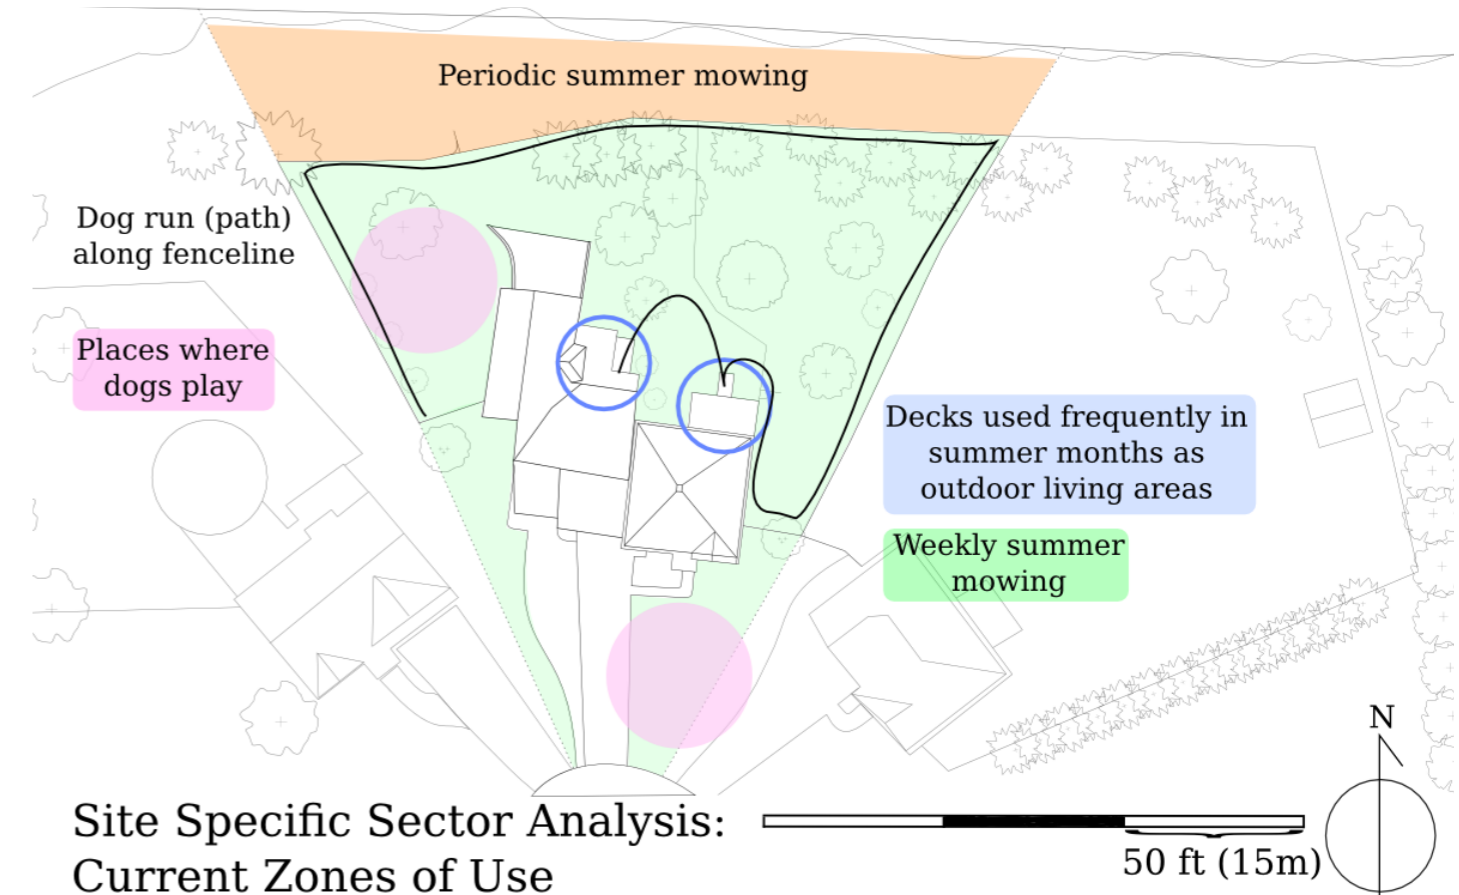 Periodic summer mowing
Dog run (path)
along fenceline
Places where
dogs play
Decks used frequently in
summer months as
outdoor living areas
Weekly summer
mowing
N
Site Specific Sector Analysis:
Current Zones of Use
50 ft (15m)